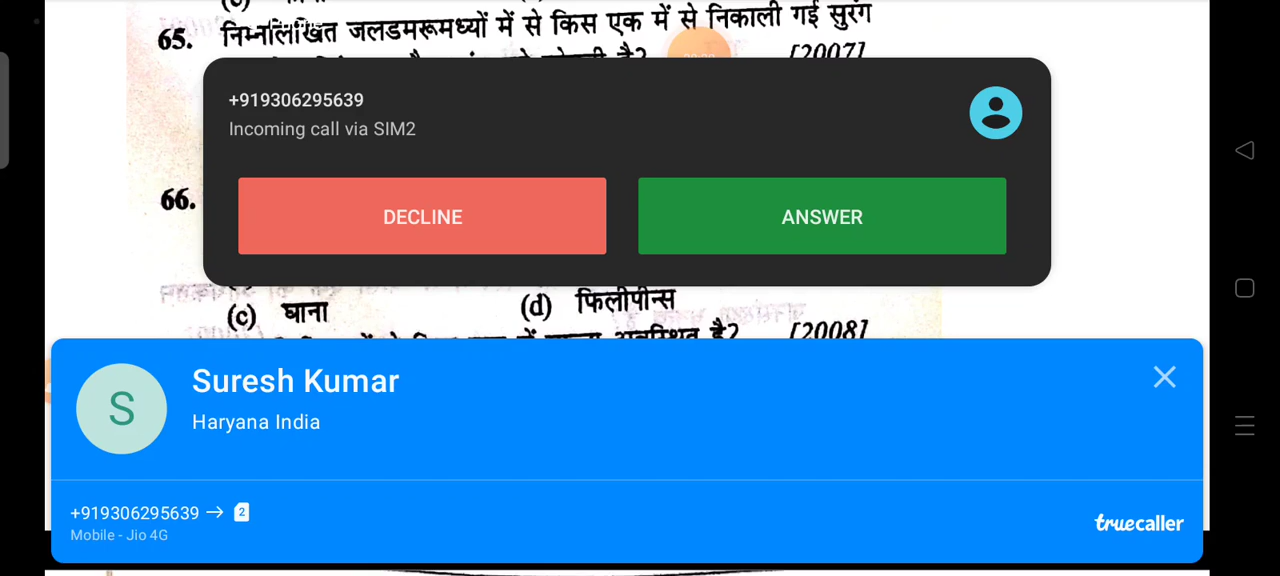 65. निम्नलिखित जलडमरूमध्यों में से किस एक में से निकाली गई सुरंग
[2007]
+919306295639
Incoming call via SIM2
66.
DECLINE
ANSWER
(c) घाना (d) फिलीपीन्स
है? [2008]
S
Suresh Kumar
Haryana India
+919306295639 → 2
Mobile - Jio 4G
truecaller